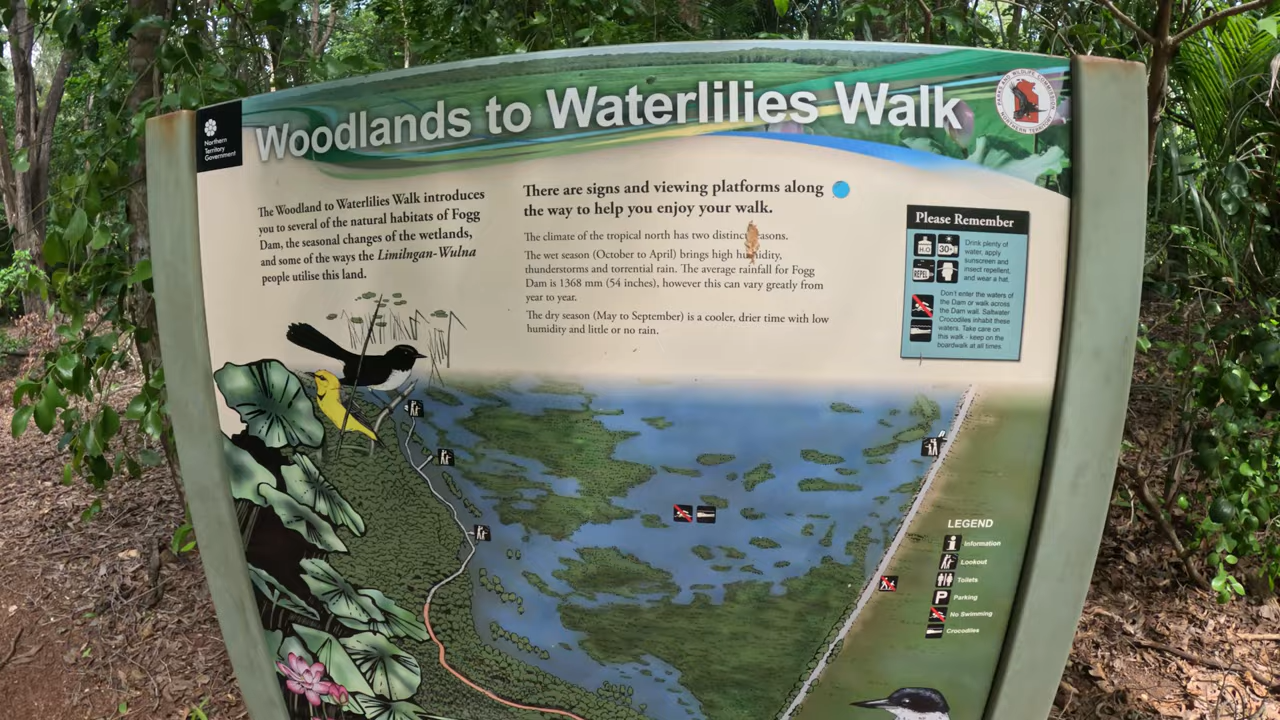 Woodlands to Waterlilies Walk
Northern
Territory
Government
The Woodland to Waterlilies Walk introduces
you to several of the natural habitats of Fogg
Dam, the seasonal changes of the wetlands,
and some of the ways the Limilngan-Wulna
people utilise this land.
There are signs and viewing platforms along
the way to help you enjoy your walk.
The climate of the tropical north has two distinct seasons.
The wet season (October to April) brings high humidity,
thunderstorms and torrential rain. The average rainfall for Fogg
Dam is 1368 mm (54 inches), however this can vary greatly from
year to year.
The dry season (May to September) is a cooler, drier time with low
humidity and little or no rain.
Please Remember
H2O
30+
REPEL
Drink plenty of
water, apply
sunscreen and
insect repellent,
and wear a hat.
Don't enter the waters of
the Dam or walk across
the Dam wall. Saltwater
Crocodiles inhabit these
waters. Take care on
this walk - keep on the
boardwalk at all times.
LEGEND
Information
Lookout
Toilets
P Parking
No Swimming
Crocodiles